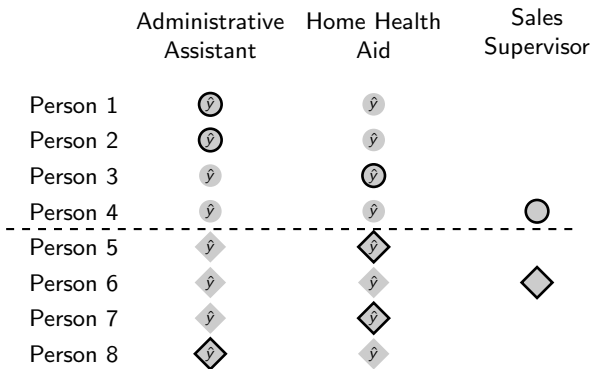 Administrative Assistant
Home Health Aid
Sales Supervisor
Person 1 ŷ ŷ
Person 2 ŷ ŷ
Person 3 ŷ ŷ
Person 4 ŷ ŷ
Person 5 ŷ ŷ
Person 6 ŷ ŷ
Person 7 ŷ ŷ
Person 8 ŷ ŷ